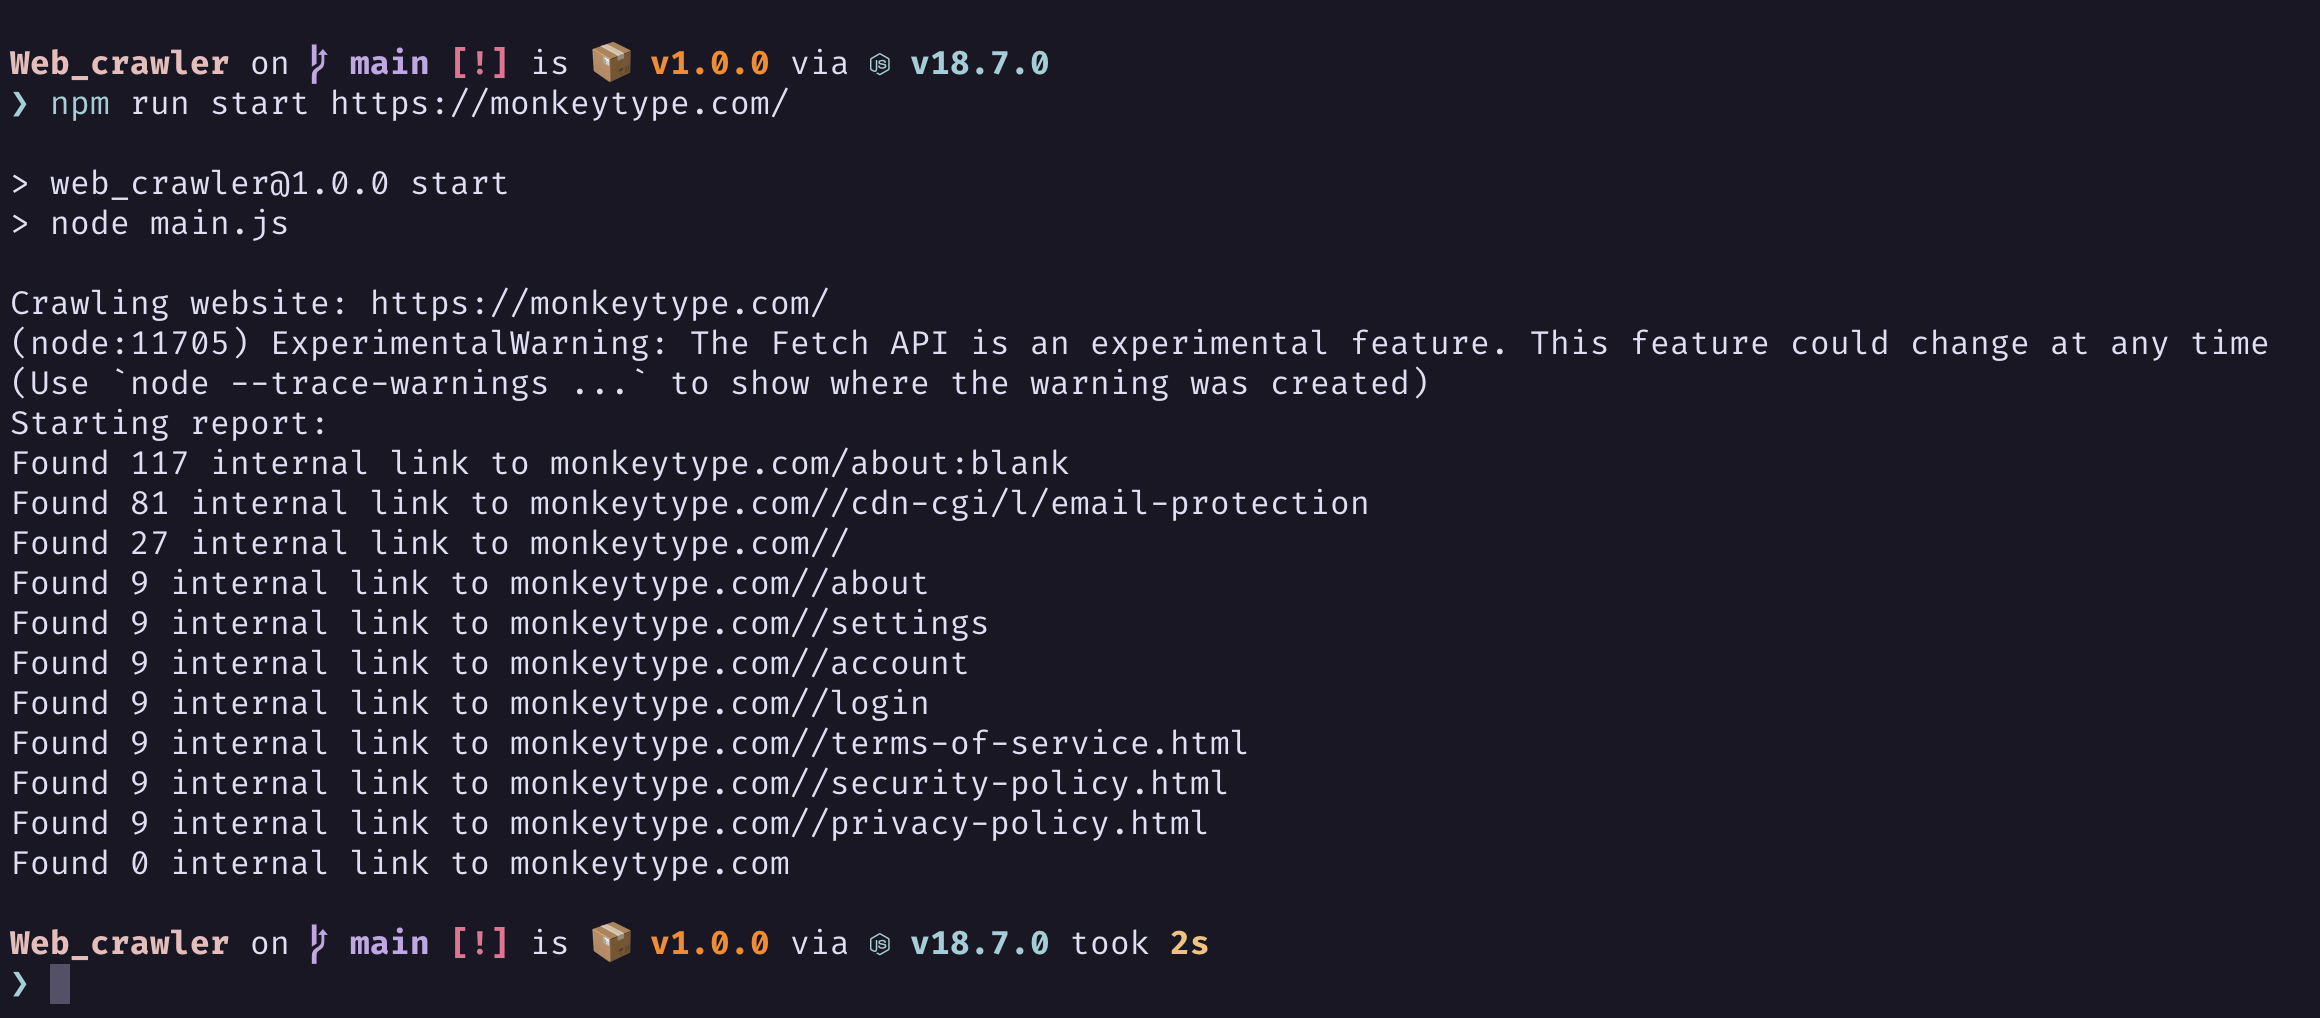 Web_crawler on main [!] is 📦 v1.0.0 via v18.7.0
❯ npm run start https://monkeytype.com/
> web_crawler@1.0.0 start
> node main.js
Crawling website: https://monkeytype.com/
(node:11705) ExperimentalWarning: The Fetch API is an experimental feature. This feature could change at any time
(Use `node --trace-warnings ...` to show where the warning was created)
Starting report:
Found 117 internal link to monkeytype.com/about:blank
Found 81 internal link to monkeytype.com//cdn-cgi/l/email-protection
Found 27 internal link to monkeytype.com//
Found 9 internal link to monkeytype.com//about
Found 9 internal link to monkeytype.com//settings
Found 9 internal link to monkeytype.com//account
Found 9 internal link to monkeytype.com//login
Found 9 internal link to monkeytype.com//terms-of-service.html
Found 9 internal link to monkeytype.com//security-policy.html
Found 9 internal link to monkeytype.com//privacy-policy.html
Found 0 internal link to monkeytype.com
Web_crawler on main [!] is 📦 v1.0.0 via v18.7.0 took 2s
❯